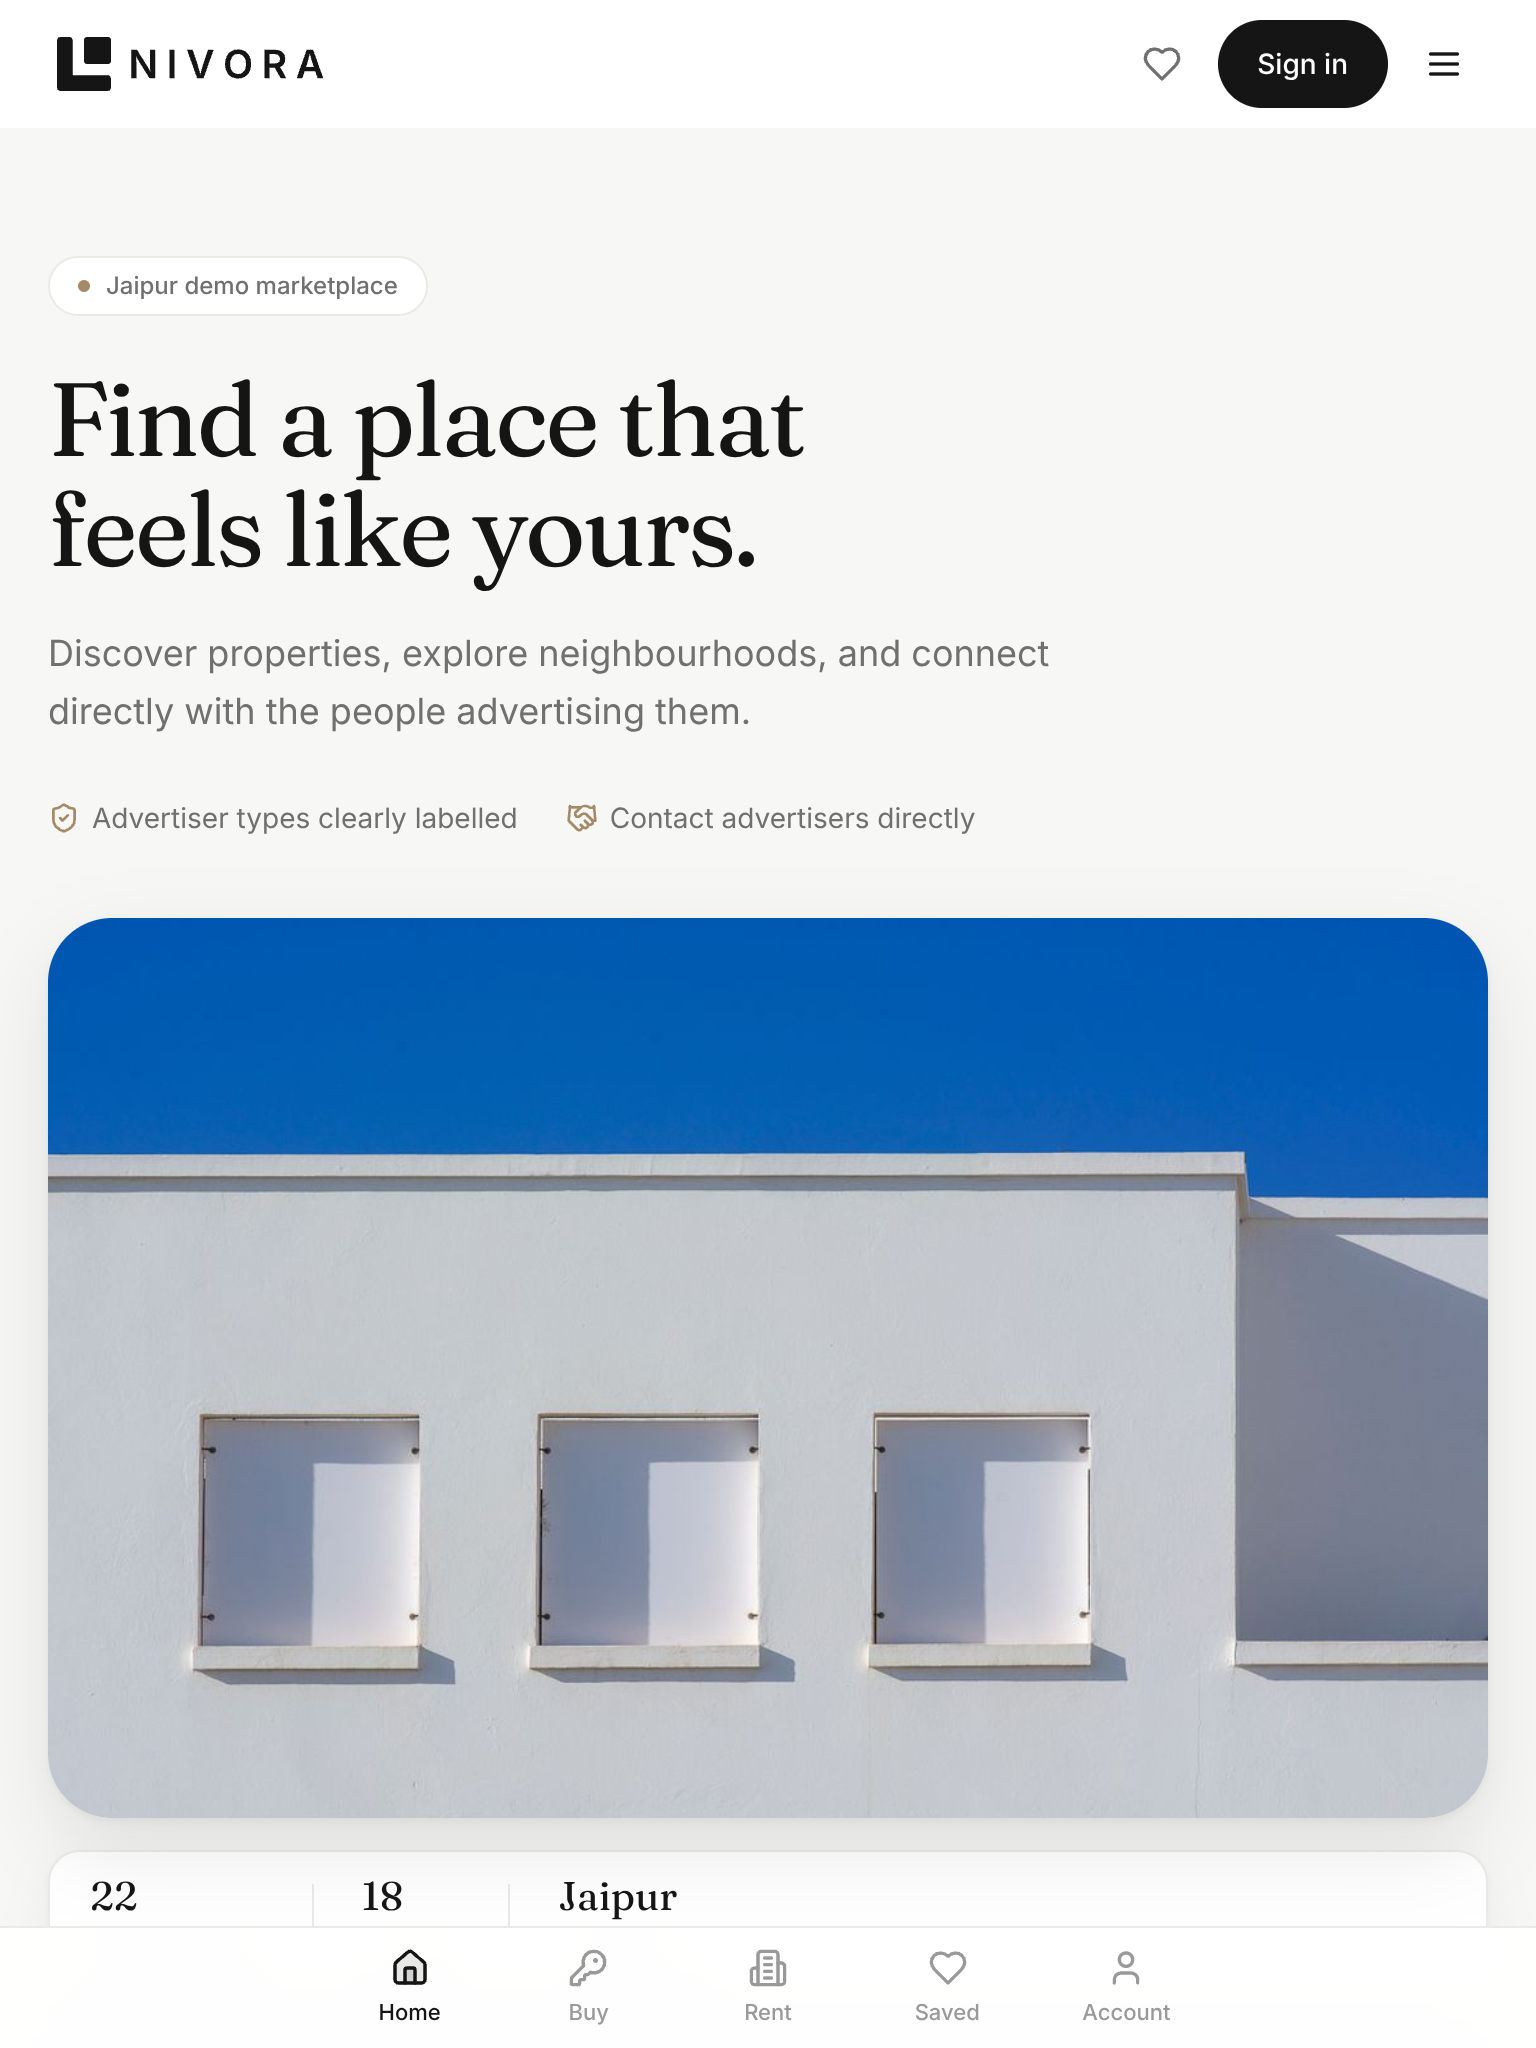 NIVORA
Sign in
Jaipur demo marketplace
Find a place that
feels like yours.
Discover properties, explore neighbourhoods, and connect
directly with the people advertising them.
Advertiser types clearly labelled
Contact advertisers directly
22
18
Jaipur
Home
Buy
Rent
Saved
Account